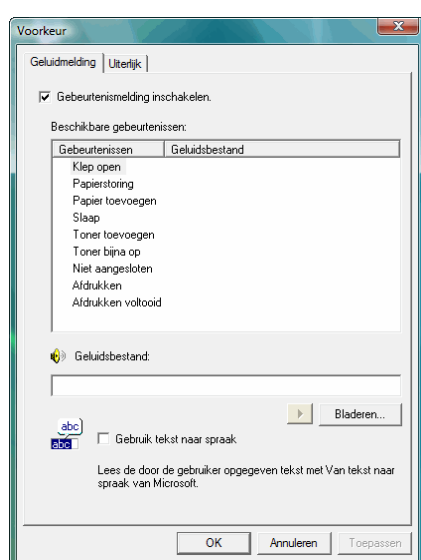 Voorkeur
Geluidmelding Uiterlijk
Gebeurtenismelding inschakelen.
Beschikbare gebeurtenissen:
Gebeurtenissen Geluidsbestand
Klep open
Papierstoring
Papier toevoegen
Slaap
Toner toevoegen
Toner bijna op
Niet aangesloten
Afdrukken
Afdrukken voltooid
Geluidsbestand:
Bladeren...
abc
abc
Gebruik tekst naar spraak
Lees de door de gebruiker opgegeven tekst met Van tekst naar
spraak van Microsoft.
OK Annuleren Toepassen